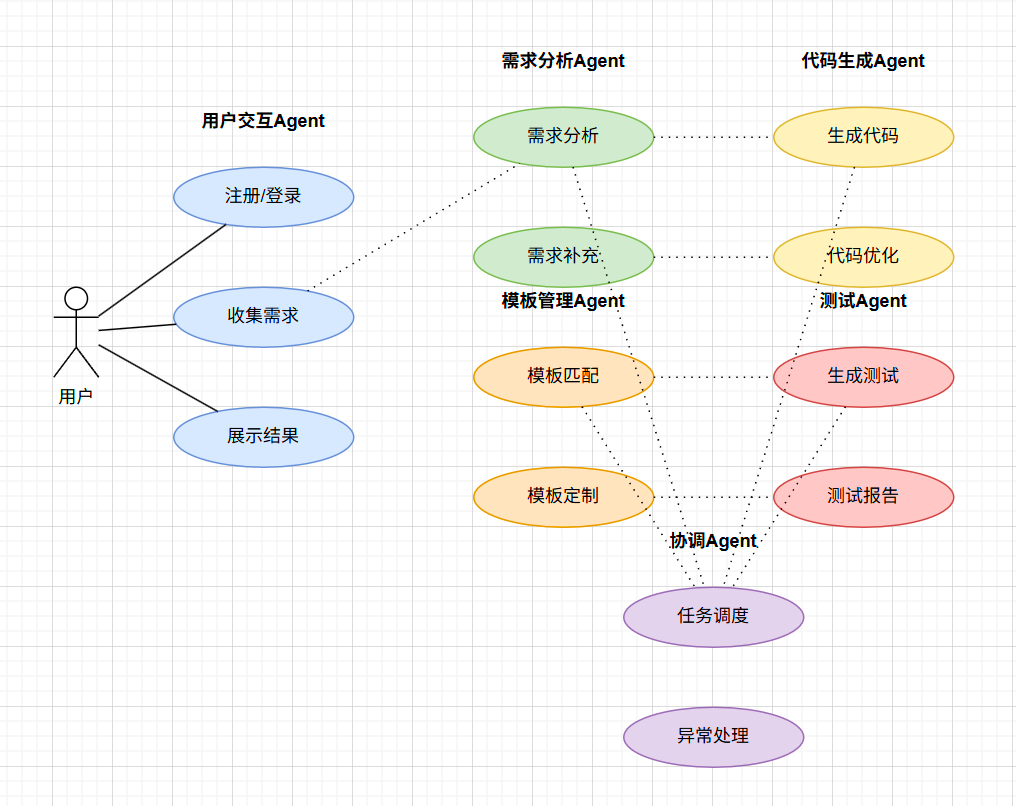 需求分析Agent
代码生成Agent
用户交互Agent
需求分析
生成代码
注册/登录
需求补充
代码优化
模板管理Agent
测试Agent
收集需求
用户
模板匹配
生成测试
展示结果
模板定制
测试报告
协调Agent
任务调度
异常处理